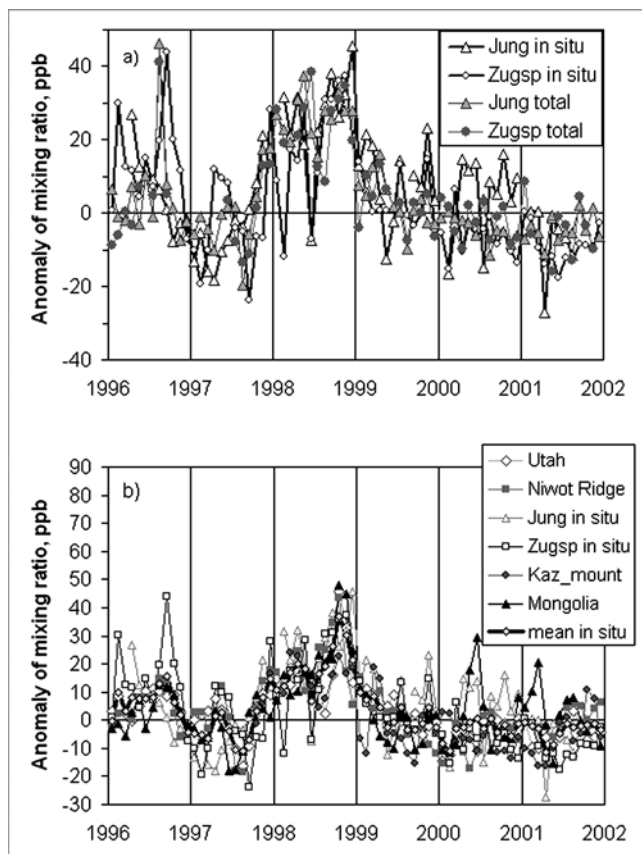 a)
Jung in situ
Zugsp in situ
Jung total
Zugsp total
Anomaly of mixing ratio, ppb
40
20
0
-20
-40
1996 1997 1998 1999 2000 2001 2002
b)
Utah
Niwot Ridge
Jung in situ
Zugsp in situ
Kaz_mount
Mongolia
mean in situ
Anomaly of mixing ratio, ppb
90
80
70
60
50
40
30
20
10
0
-10
-20
-30
1996 1997 1998 1999 2000 2001 2002